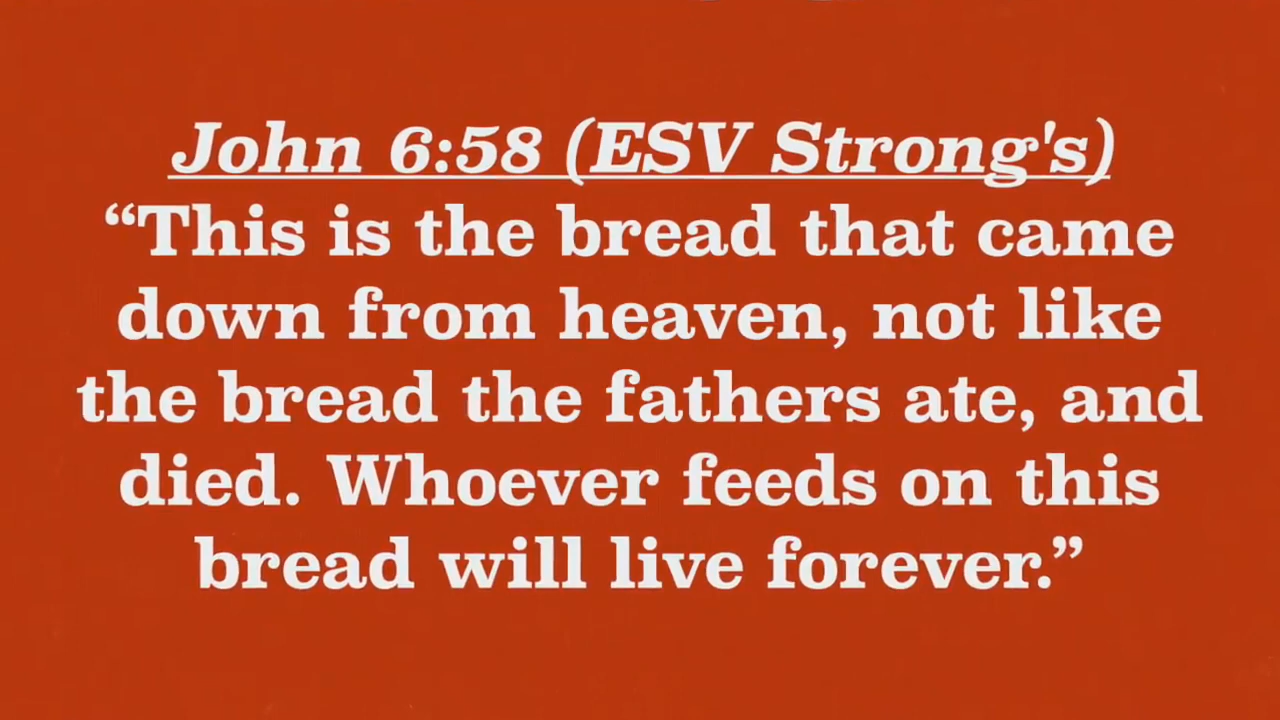 John 6:58 (ESV Strong's)
“This is the bread that came
down from heaven, not like
the bread the fathers ate, and
died. Whoever feeds on this
bread will live forever.”